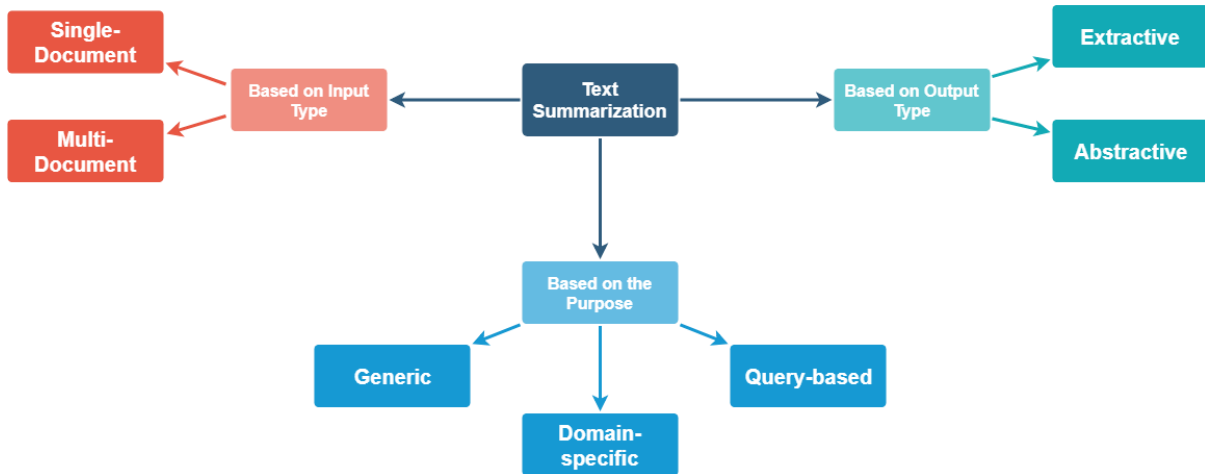 Single-
Document
Multi-
Document
Based on Input
Type
Text
Summarization
Based on Output
Type
Extractive
Abstractive
Based on the
Purpose
Generic
Domain-
specific
Query-based